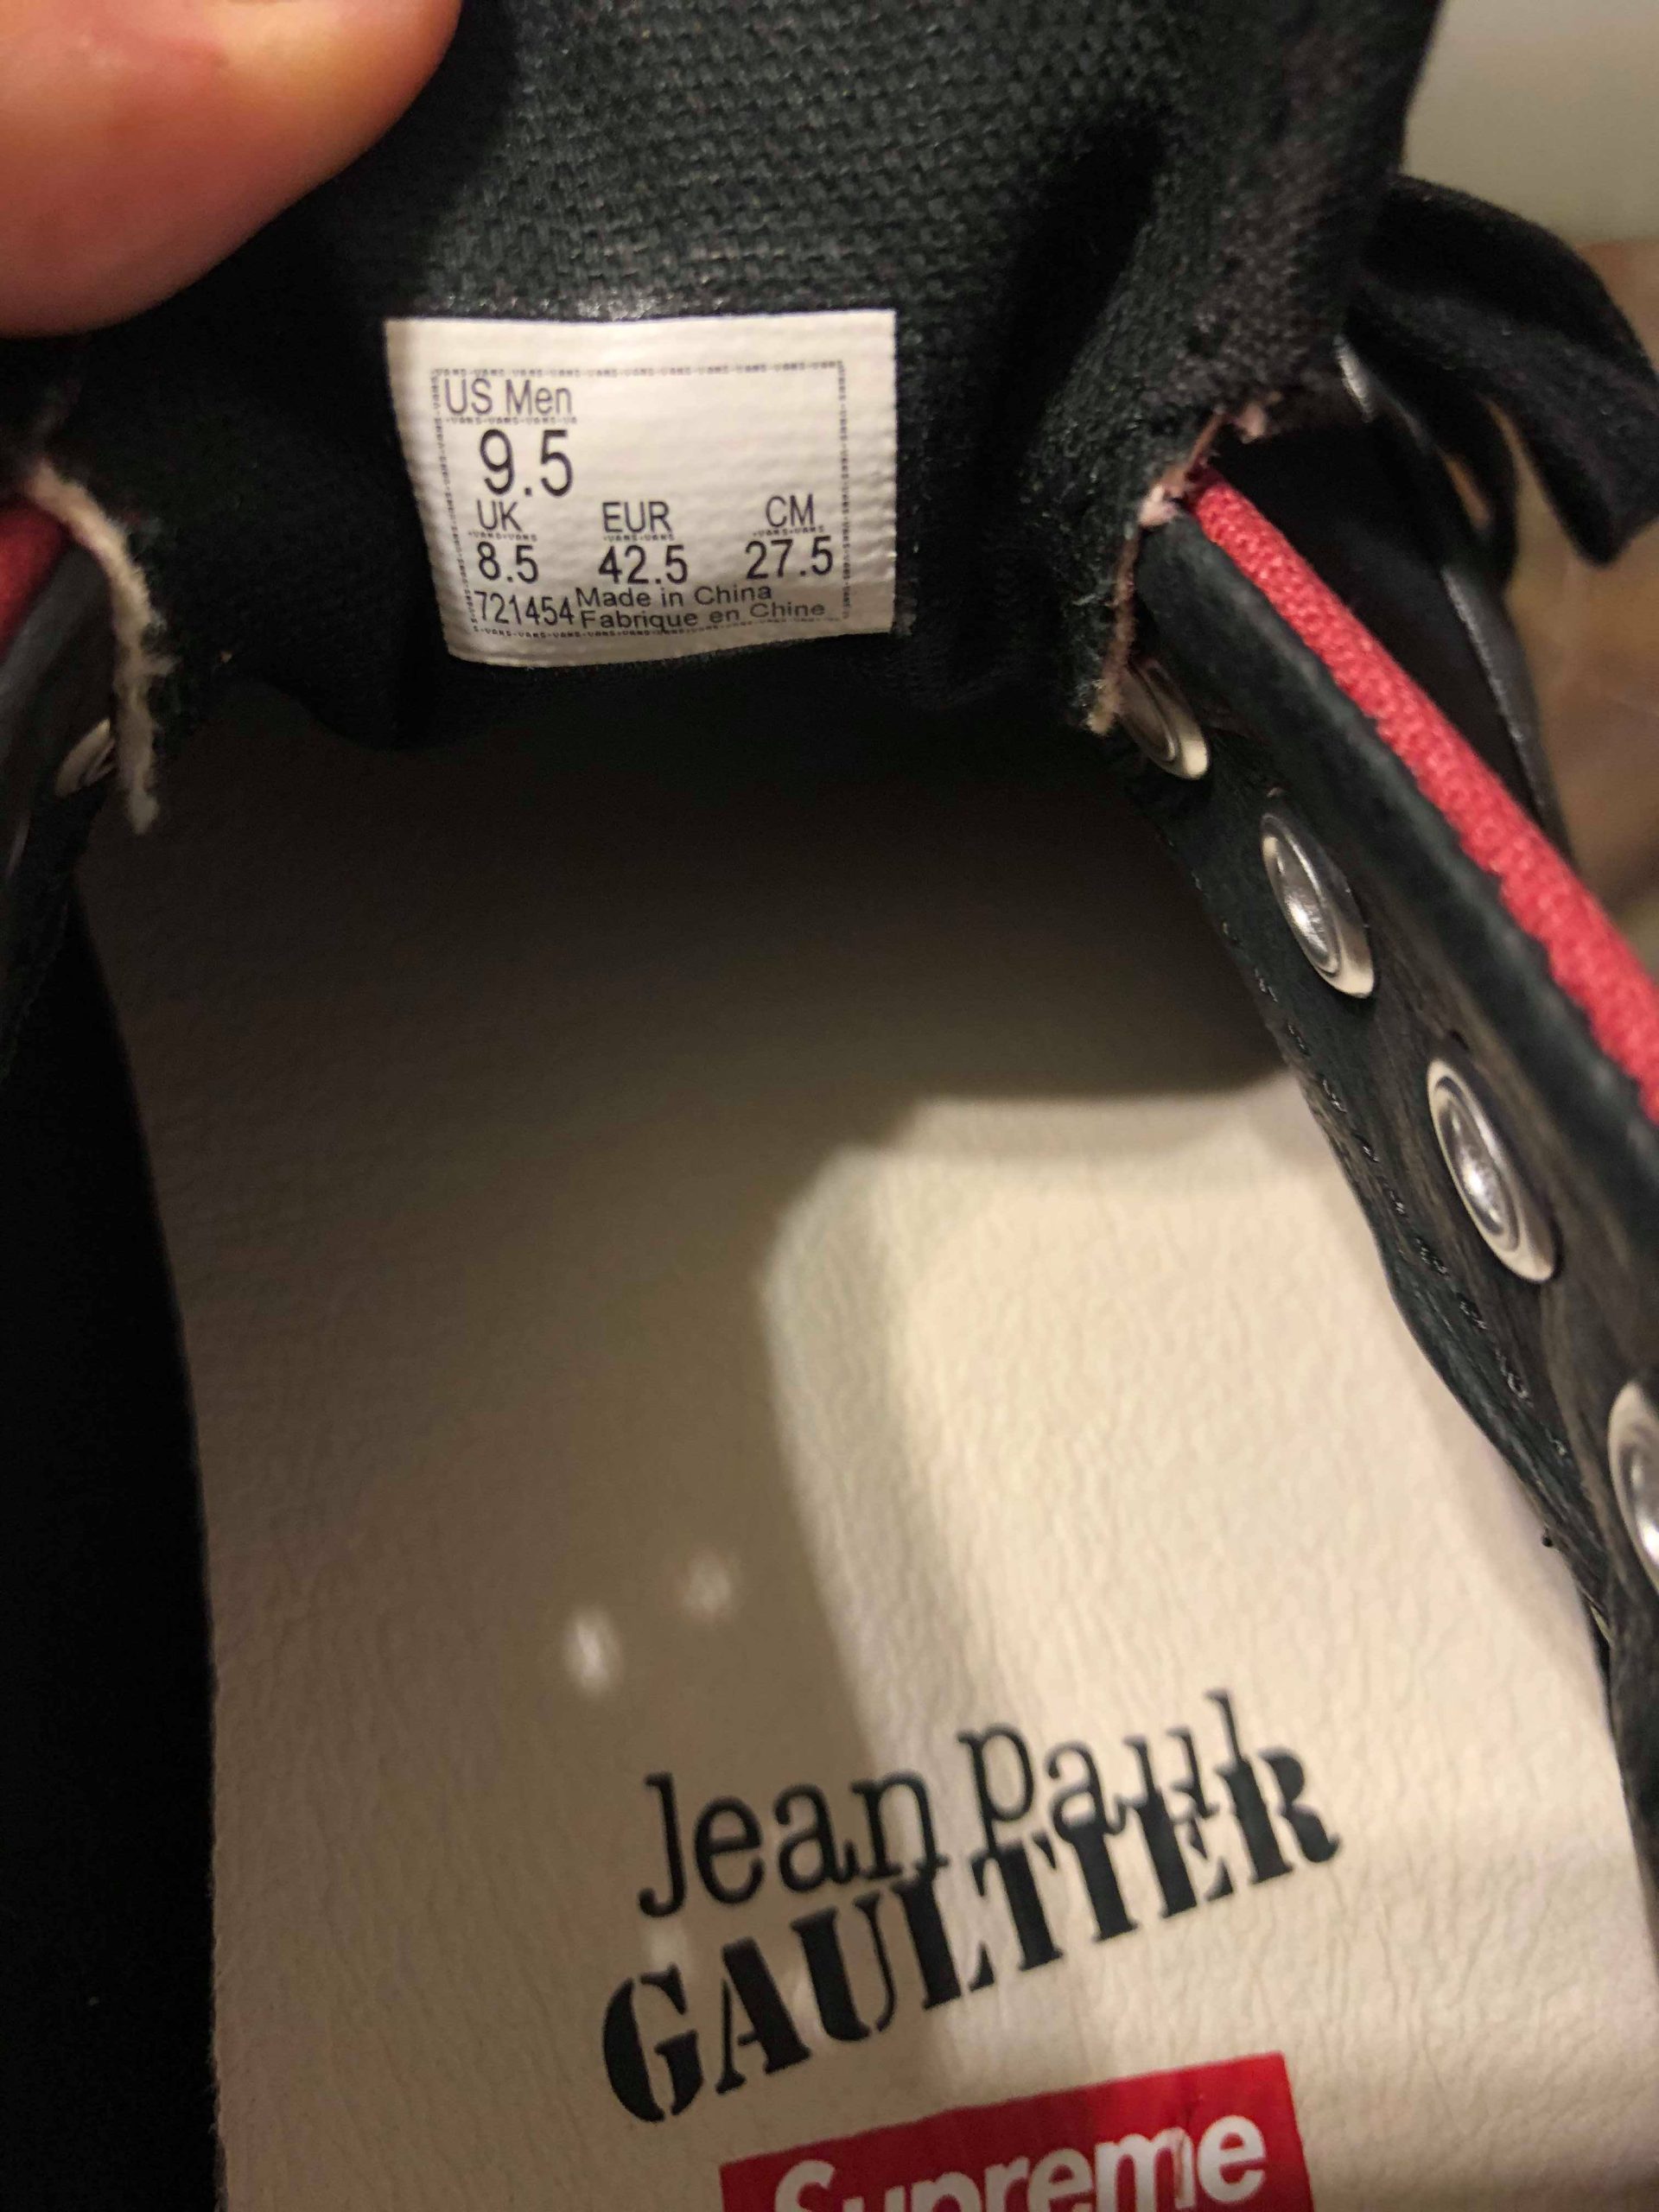 US Men
9.5
UK EUR CM
8.5 42.5 27.5
721454 Made in China
Fabrique en Chine
Jean Paul
GAULTIER
Supreme